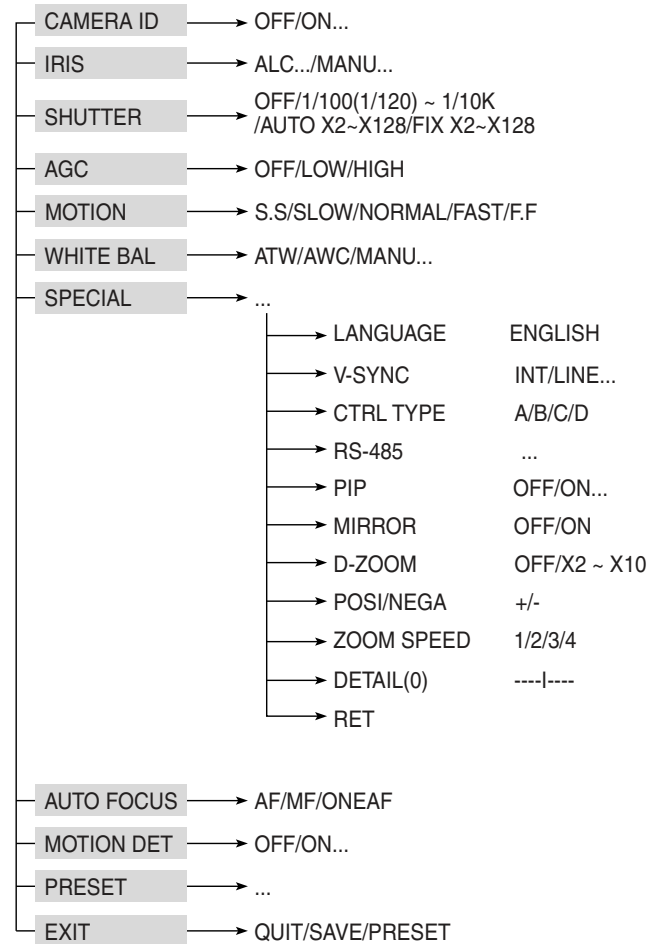 CAMERA ID OFF/ON...
IRIS ALC.../MANU...
SHUTTER OFF/1/100(1/120) ~ 1/10K
/AUTO X2~X128/FIX X2~X128
AGC OFF/LOW/HIGH
MOTION S.S/SLOW/NORMAL/FAST/F.F
WHITE BAL ATW/AWC/MANU...
SPECIAL ...
LANGUAGE ENGLISH
V-SYNC INT/LINE...
CTRL TYPE A/B/C/D
RS-485 ...
PIP OFF/ON...
MIRROR OFF/ON
D-ZOOM OFF/X2 ~ X10
POSI/NEGA +/-
ZOOM SPEED 1/2/3/4
DETAIL(0) ----I----
RET
AUTO FOCUS AF/MF/ONEAF
MOTION DET OFF/ON...
PRESET ...
EXIT QUIT/SAVE/PRESET